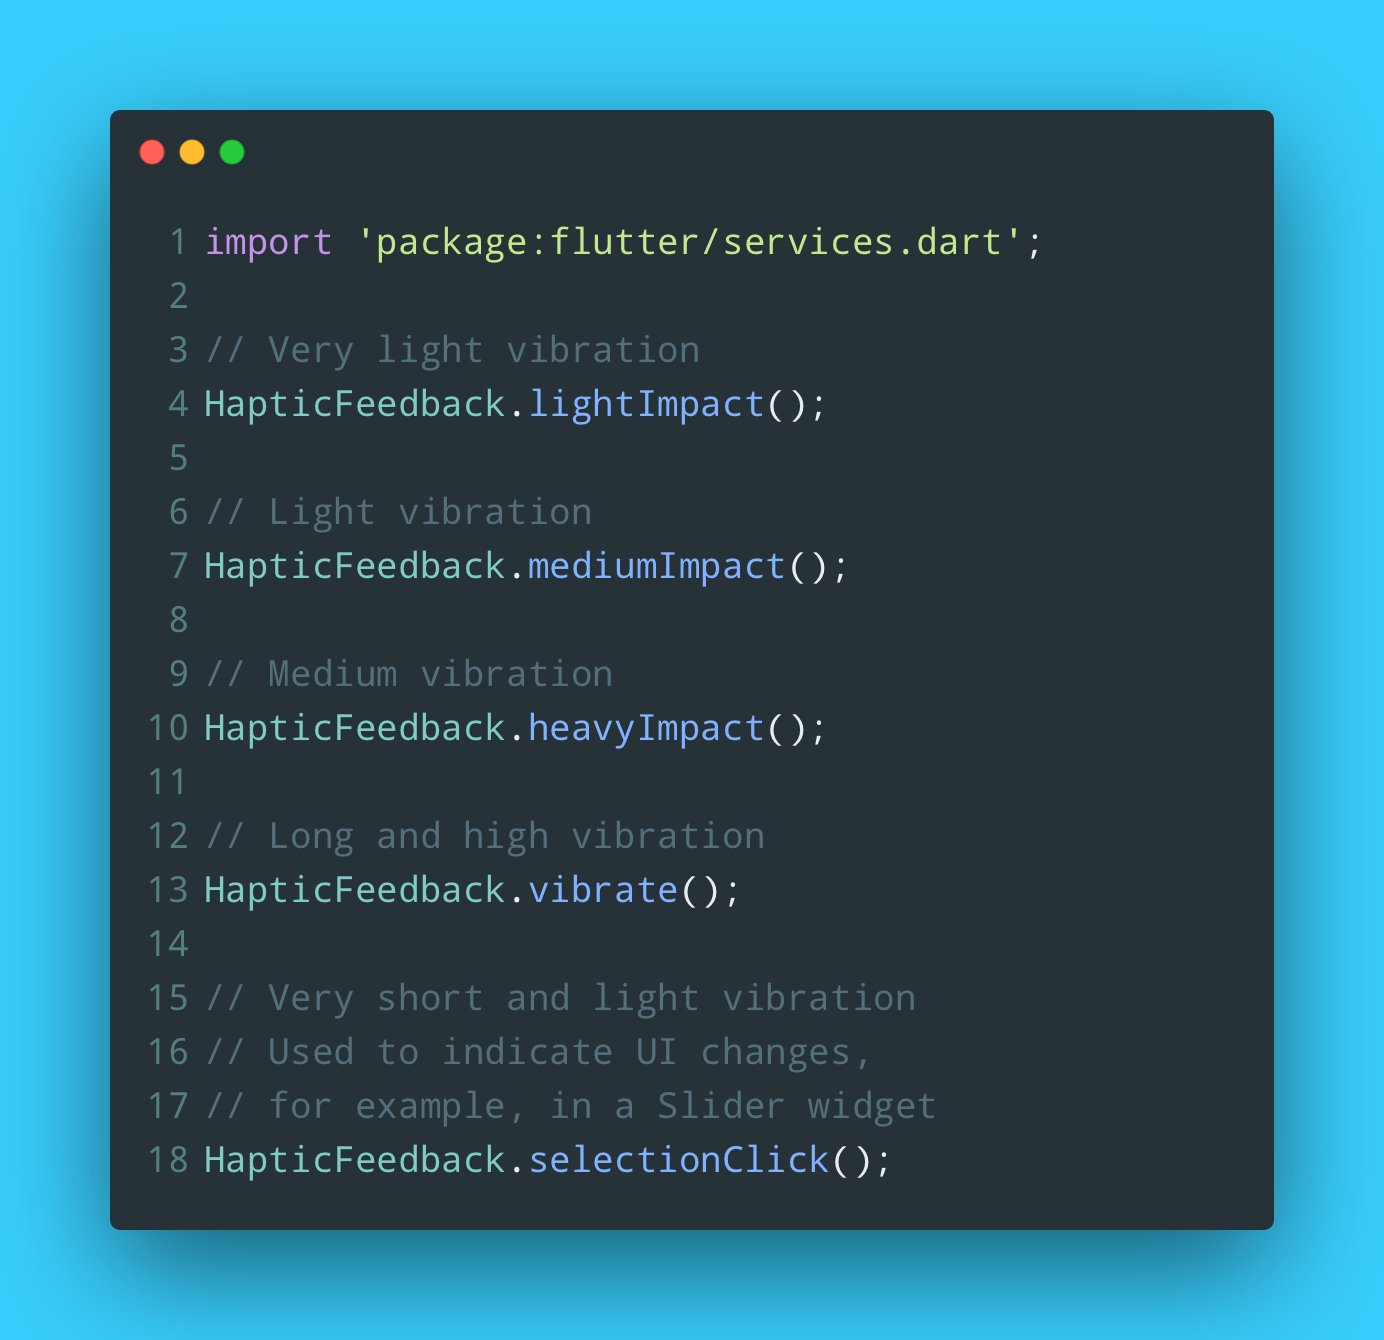 1 import 'package:flutter/services.dart';
2
3 // Very light vibration
4 HapticFeedback.lightImpact();
5
6 // Light vibration
7 HapticFeedback.mediumImpact();
8
9 // Medium vibration
10 HapticFeedback.heavyImpact();
11
12 // Long and high vibration
13 HapticFeedback.vibrate();
14
15 // Very short and light vibration
16 // Used to indicate UI changes,
17 // for example, in a Slider widget
18 HapticFeedback.selectionClick();